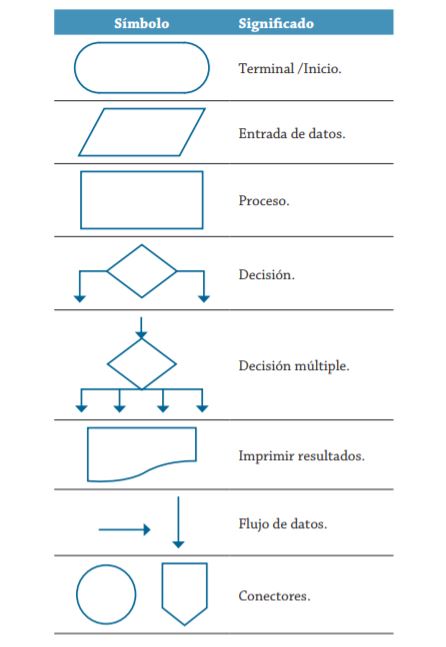 Símbolo Significado
Terminal /Inicio.
Entrada de datos.
Proceso.
Decisión.
Decisión múltiple.
Imprimir resultados.
Flujo de datos.
Conectores.